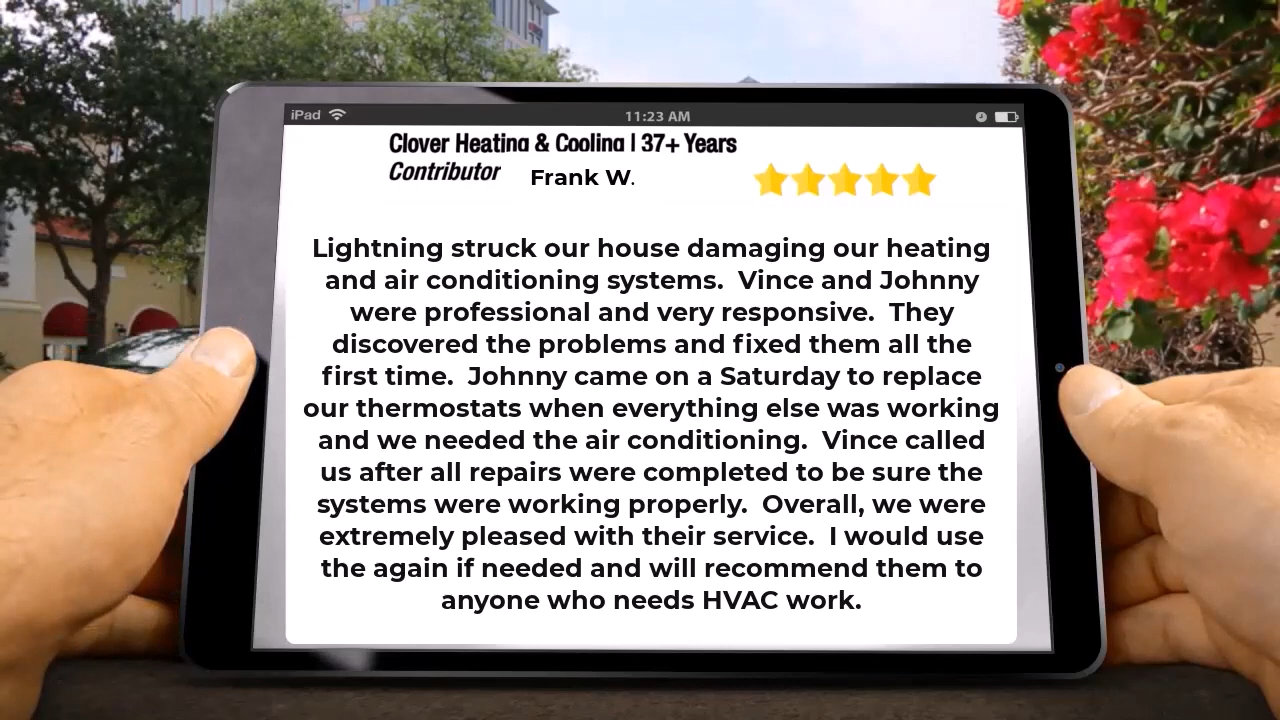 iPad 11:23 AM
Clover Heating & Cooling | 37+ Years
Contributor Frank W.
Lightning struck our house damaging our heating
and air conditioning systems.  Vince and Johnny
were professional and very responsive.  They
discovered the problems and fixed them all the
first time.  Johnny came on a Saturday to replace
our thermostats when everything else was working
and we needed the air conditioning.  Vince called
us after all repairs were completed to be sure the
systems were working properly.  Overall, we were
extremely pleased with their service.  I would use
the again if needed and will recommend them to
anyone who needs HVAC work.